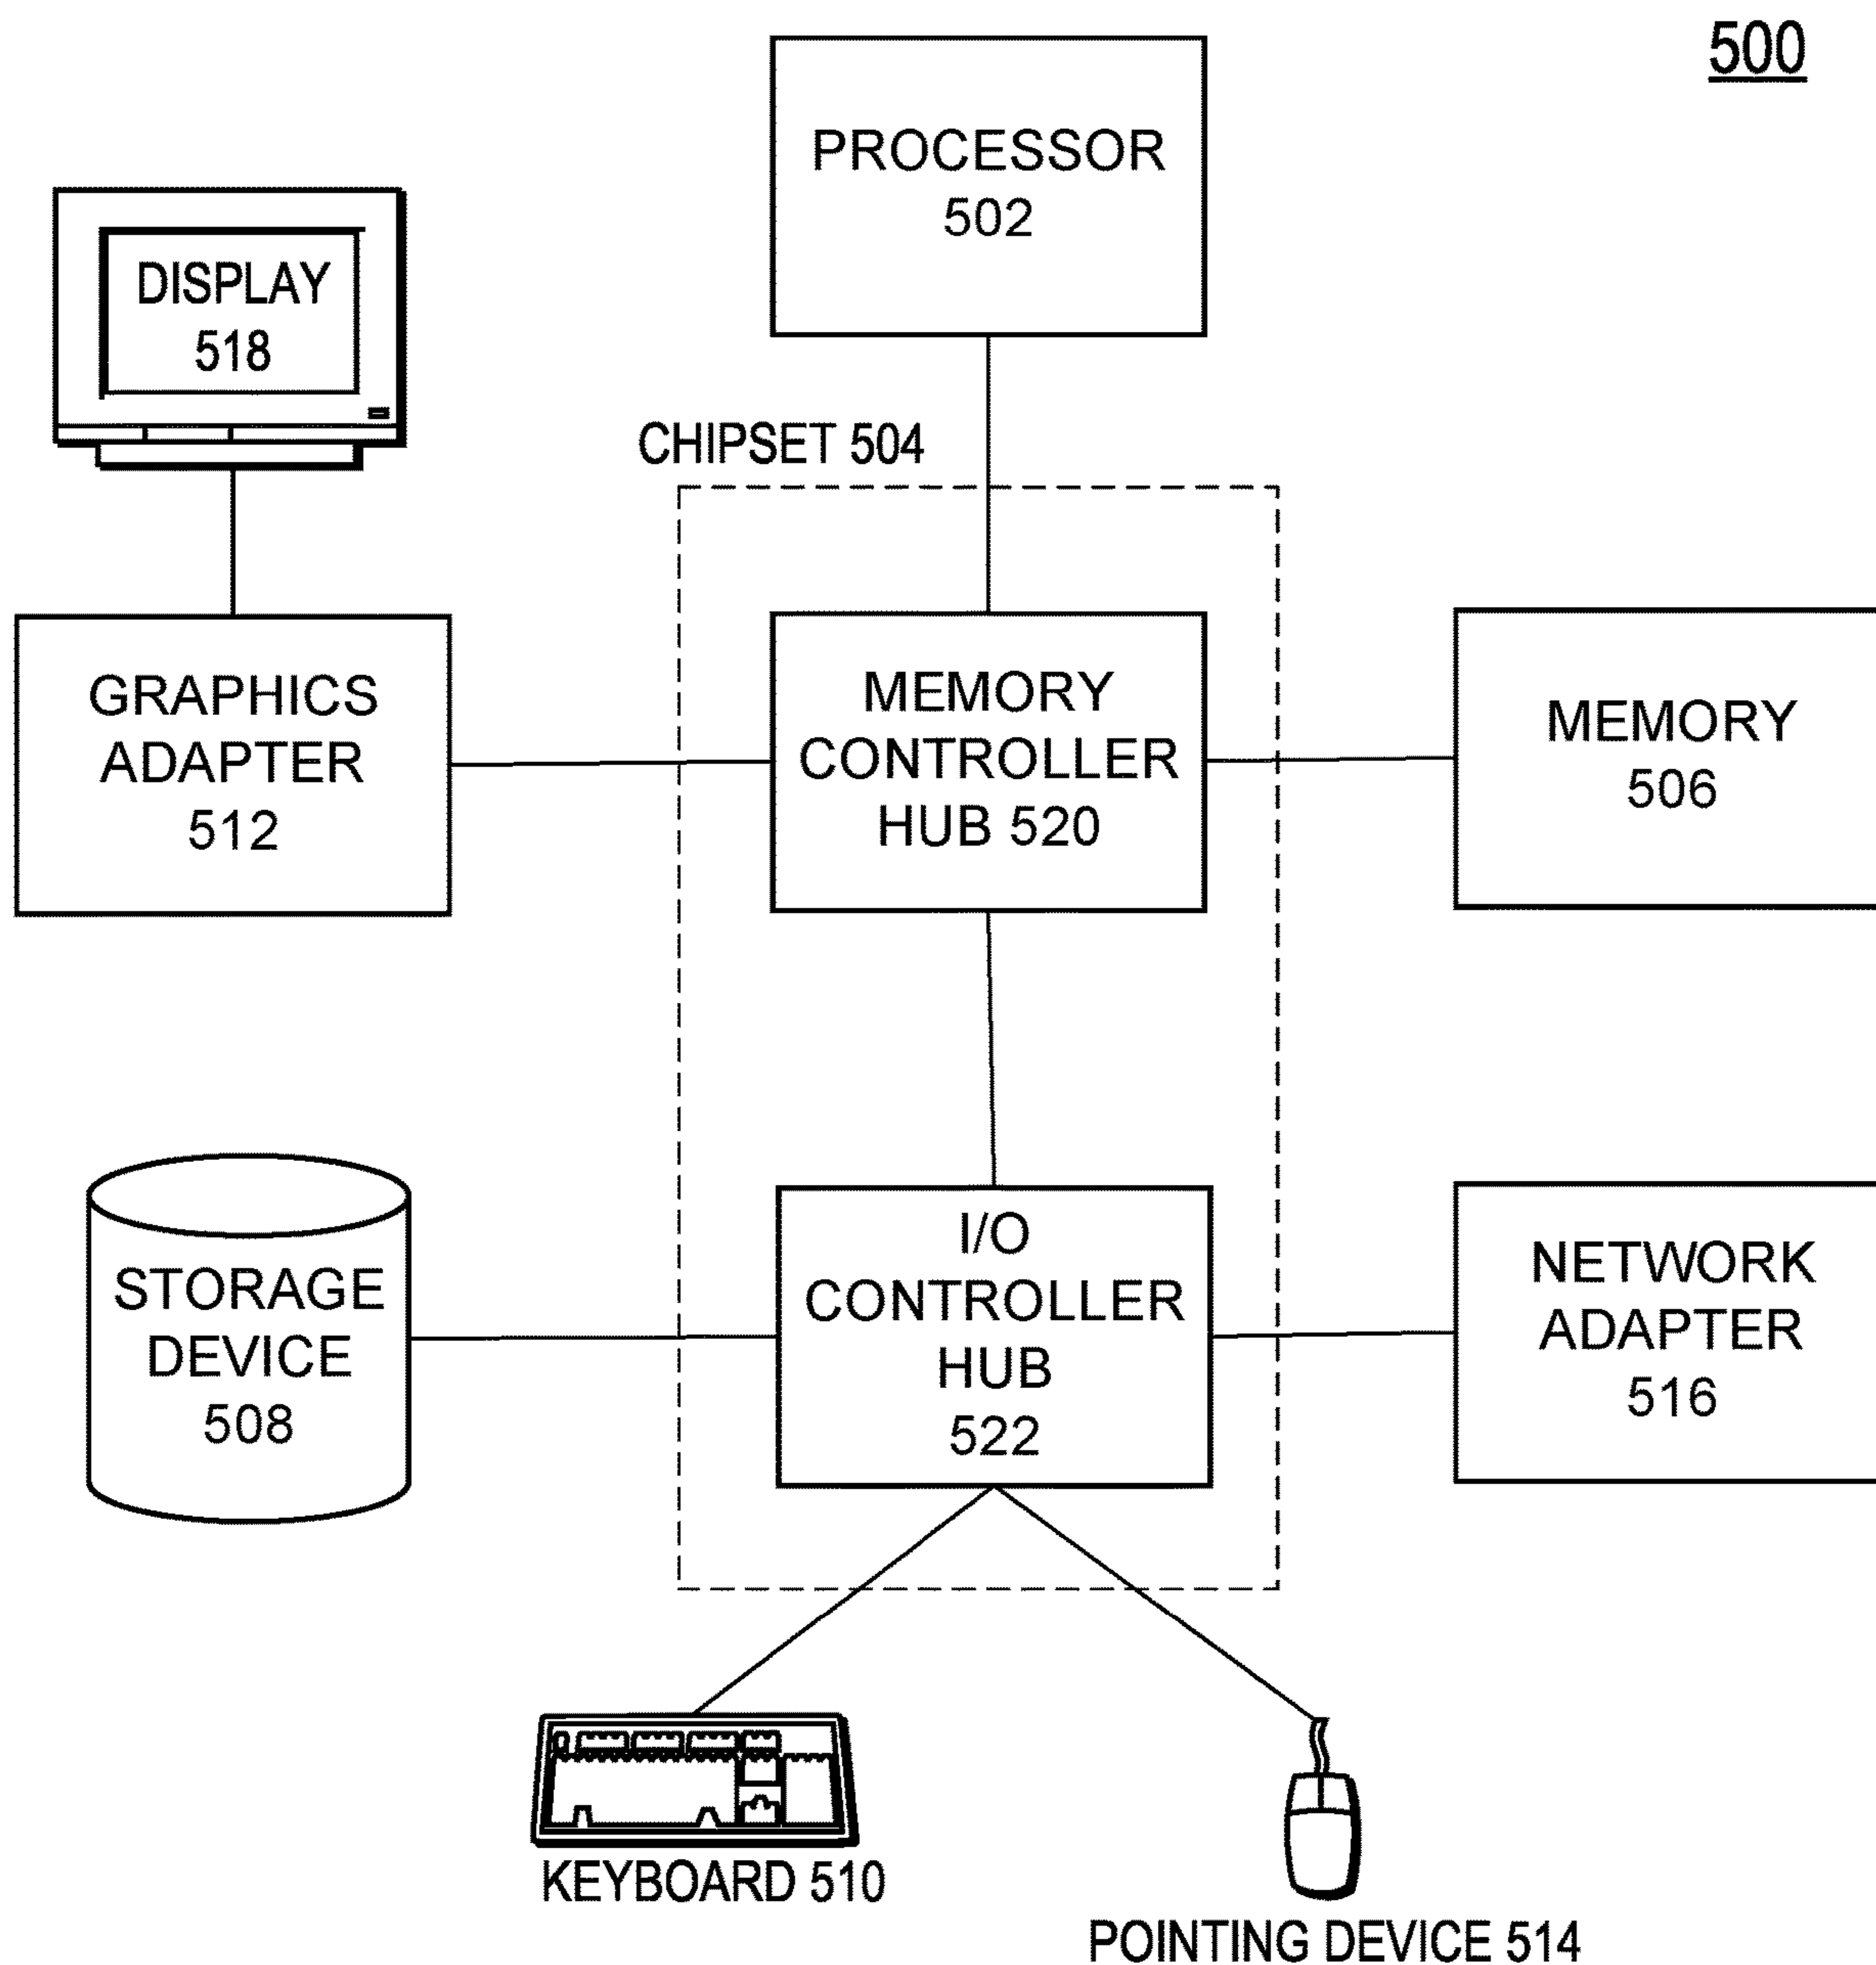 500
PROCESSOR
502
DISPLAY
518
CHIPSET 504
GRAPHICS
ADAPTER
512
MEMORY
CONTROLLER
HUB 520
MEMORY
506
STORAGE
DEVICE
508
I/O
CONTROLLER
HUB
522
NETWORK
ADAPTER
516
KEYBOARD 510
POINTING DEVICE 514